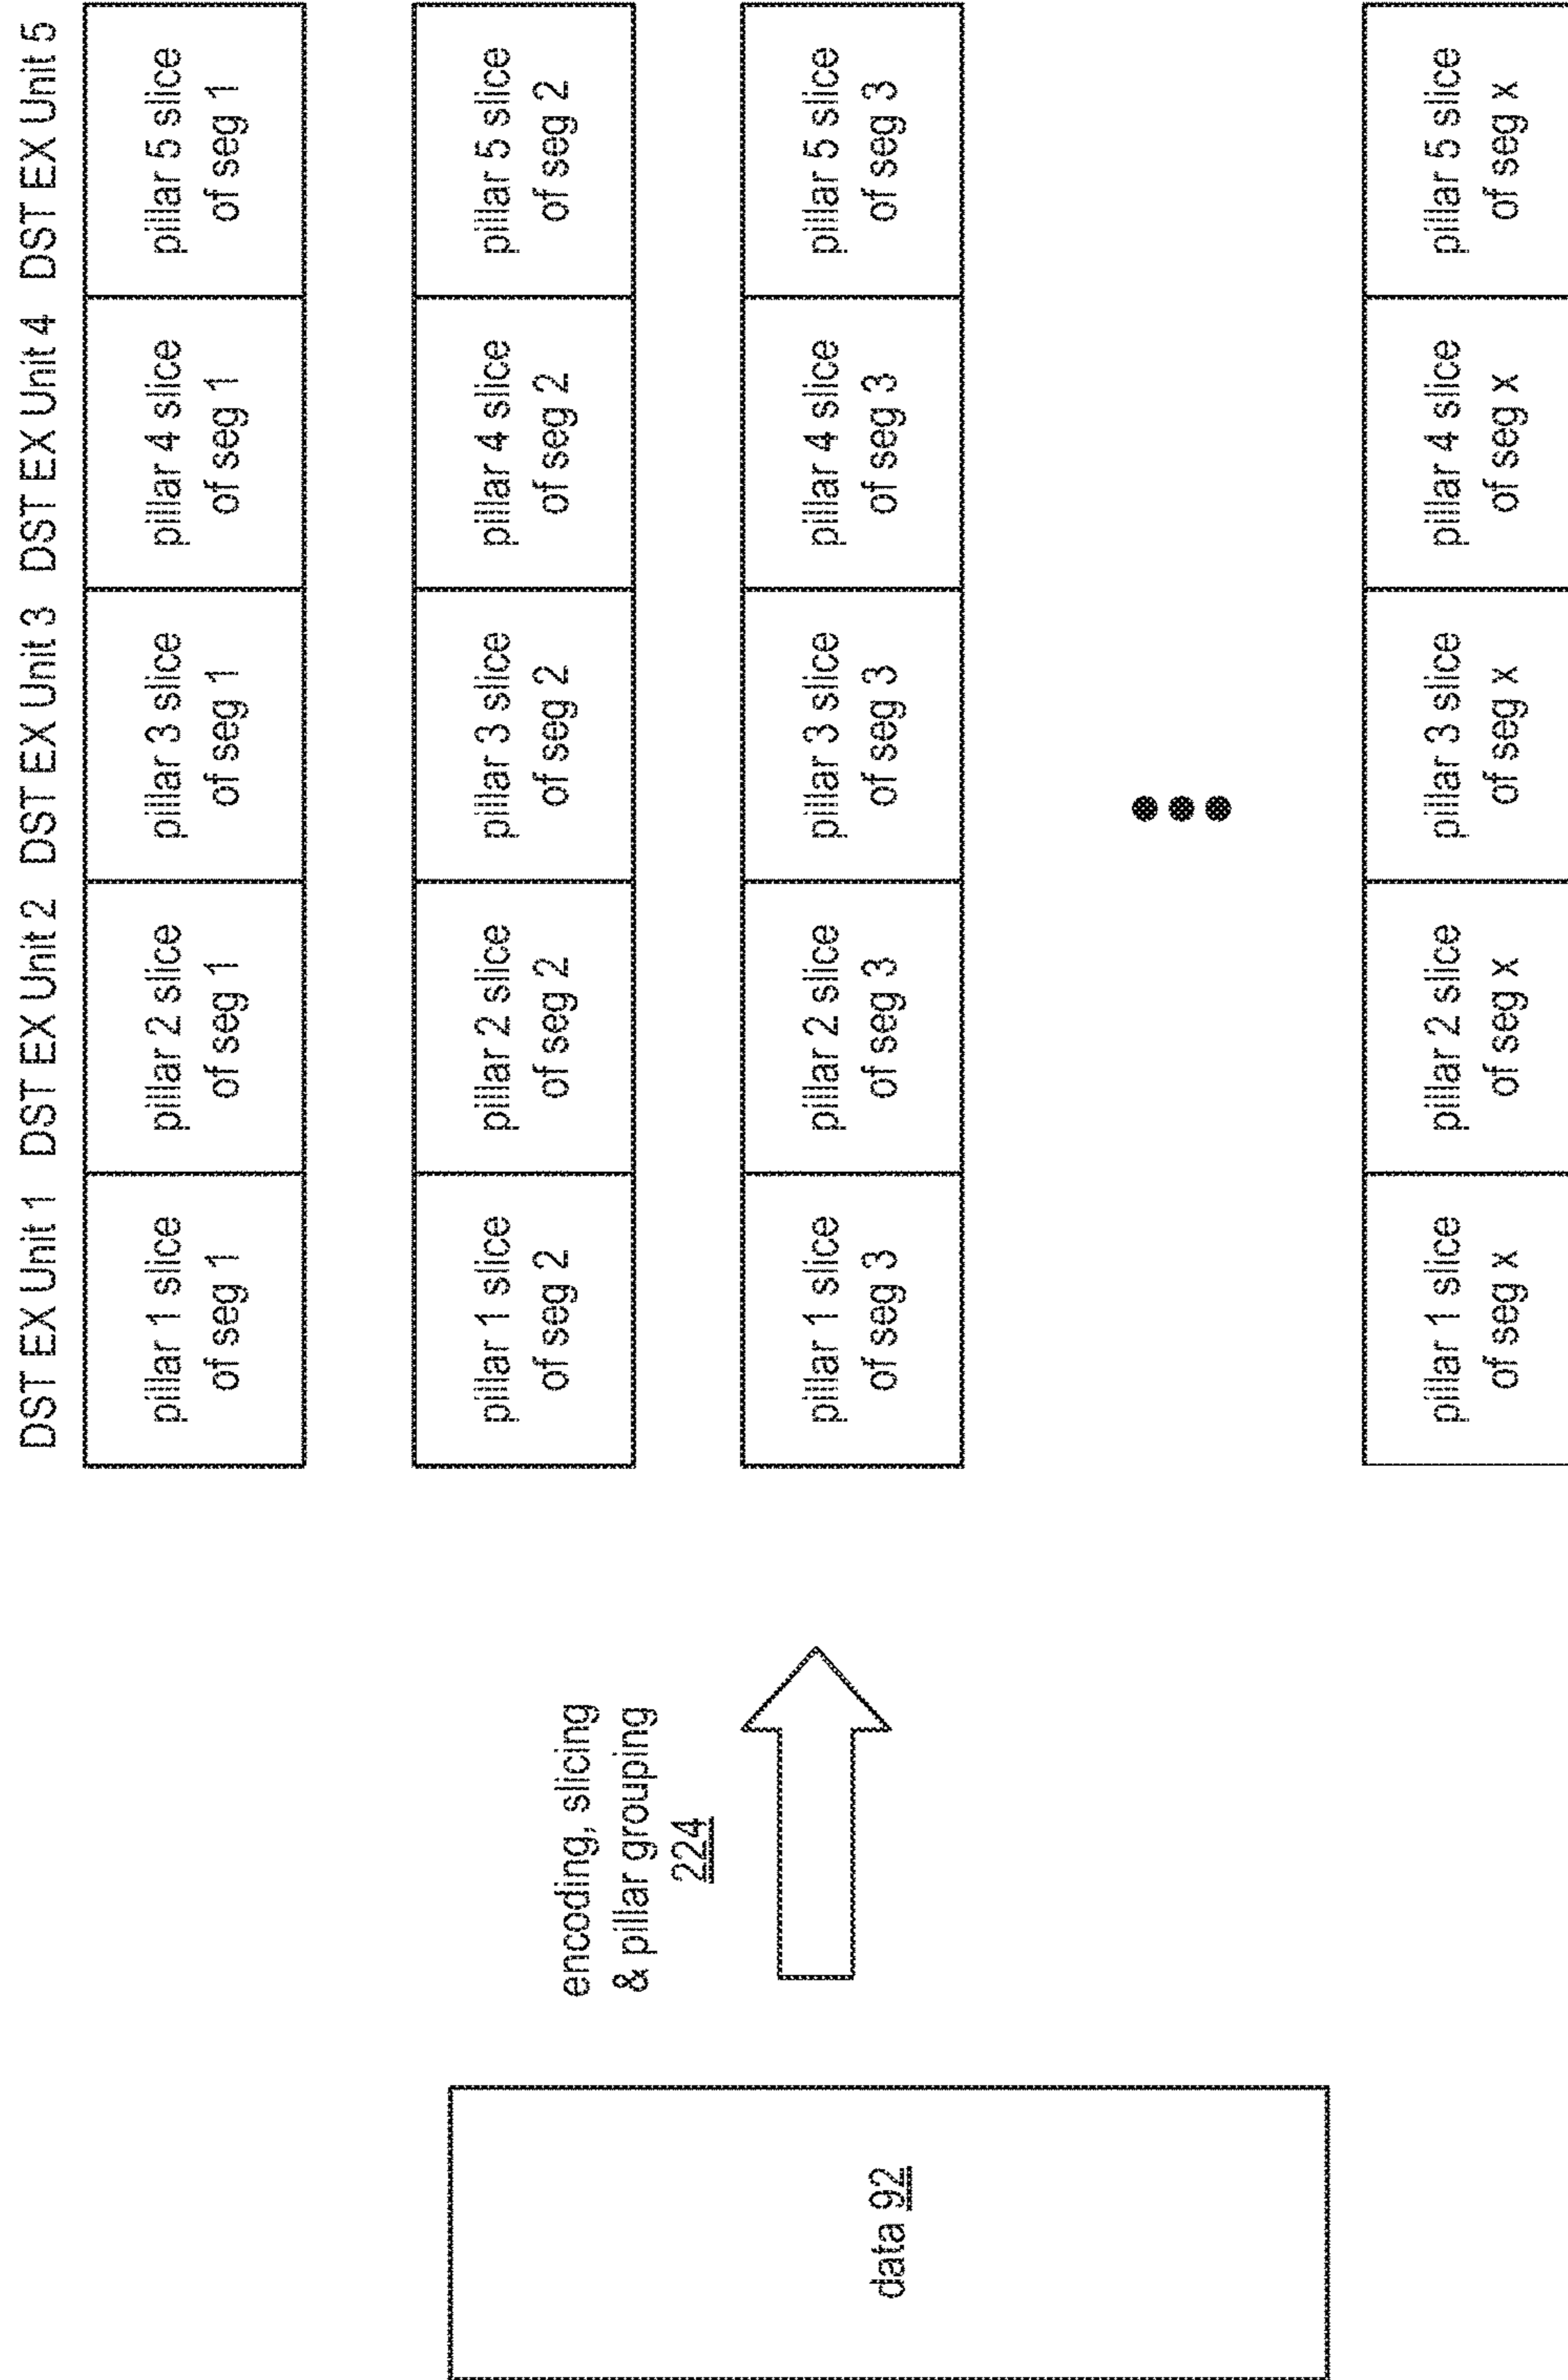 DST EX Unit 1 DST EX Unit 2 DST EX Unit 3 DST EX Unit 4 DST EX Unit 5
pillar 1 slice
of seg 1
pillar 2 slice
of seg 1
pillar 3 slice
of seg 1
pillar 4 slice
of seg 1
pillar 5 slice
of seg 1
pillar 1 slice
of seg 2
pillar 2 slice
of seg 2
pillar 3 slice
of seg 2
pillar 4 slice
of seg 2
pillar 5 slice
of seg 2
pillar 1 slice
of seg 3
pillar 2 slice
of seg 3
pillar 3 slice
of seg 3
pillar 4 slice
of seg 3
pillar 5 slice
of seg 3
pillar 1 slice
of seg x
pillar 2 slice
of seg x
pillar 3 slice
of seg x
pillar 4 slice
of seg x
pillar 5 slice
of seg x
encoding, slicing
& pillar grouping
224
data 92